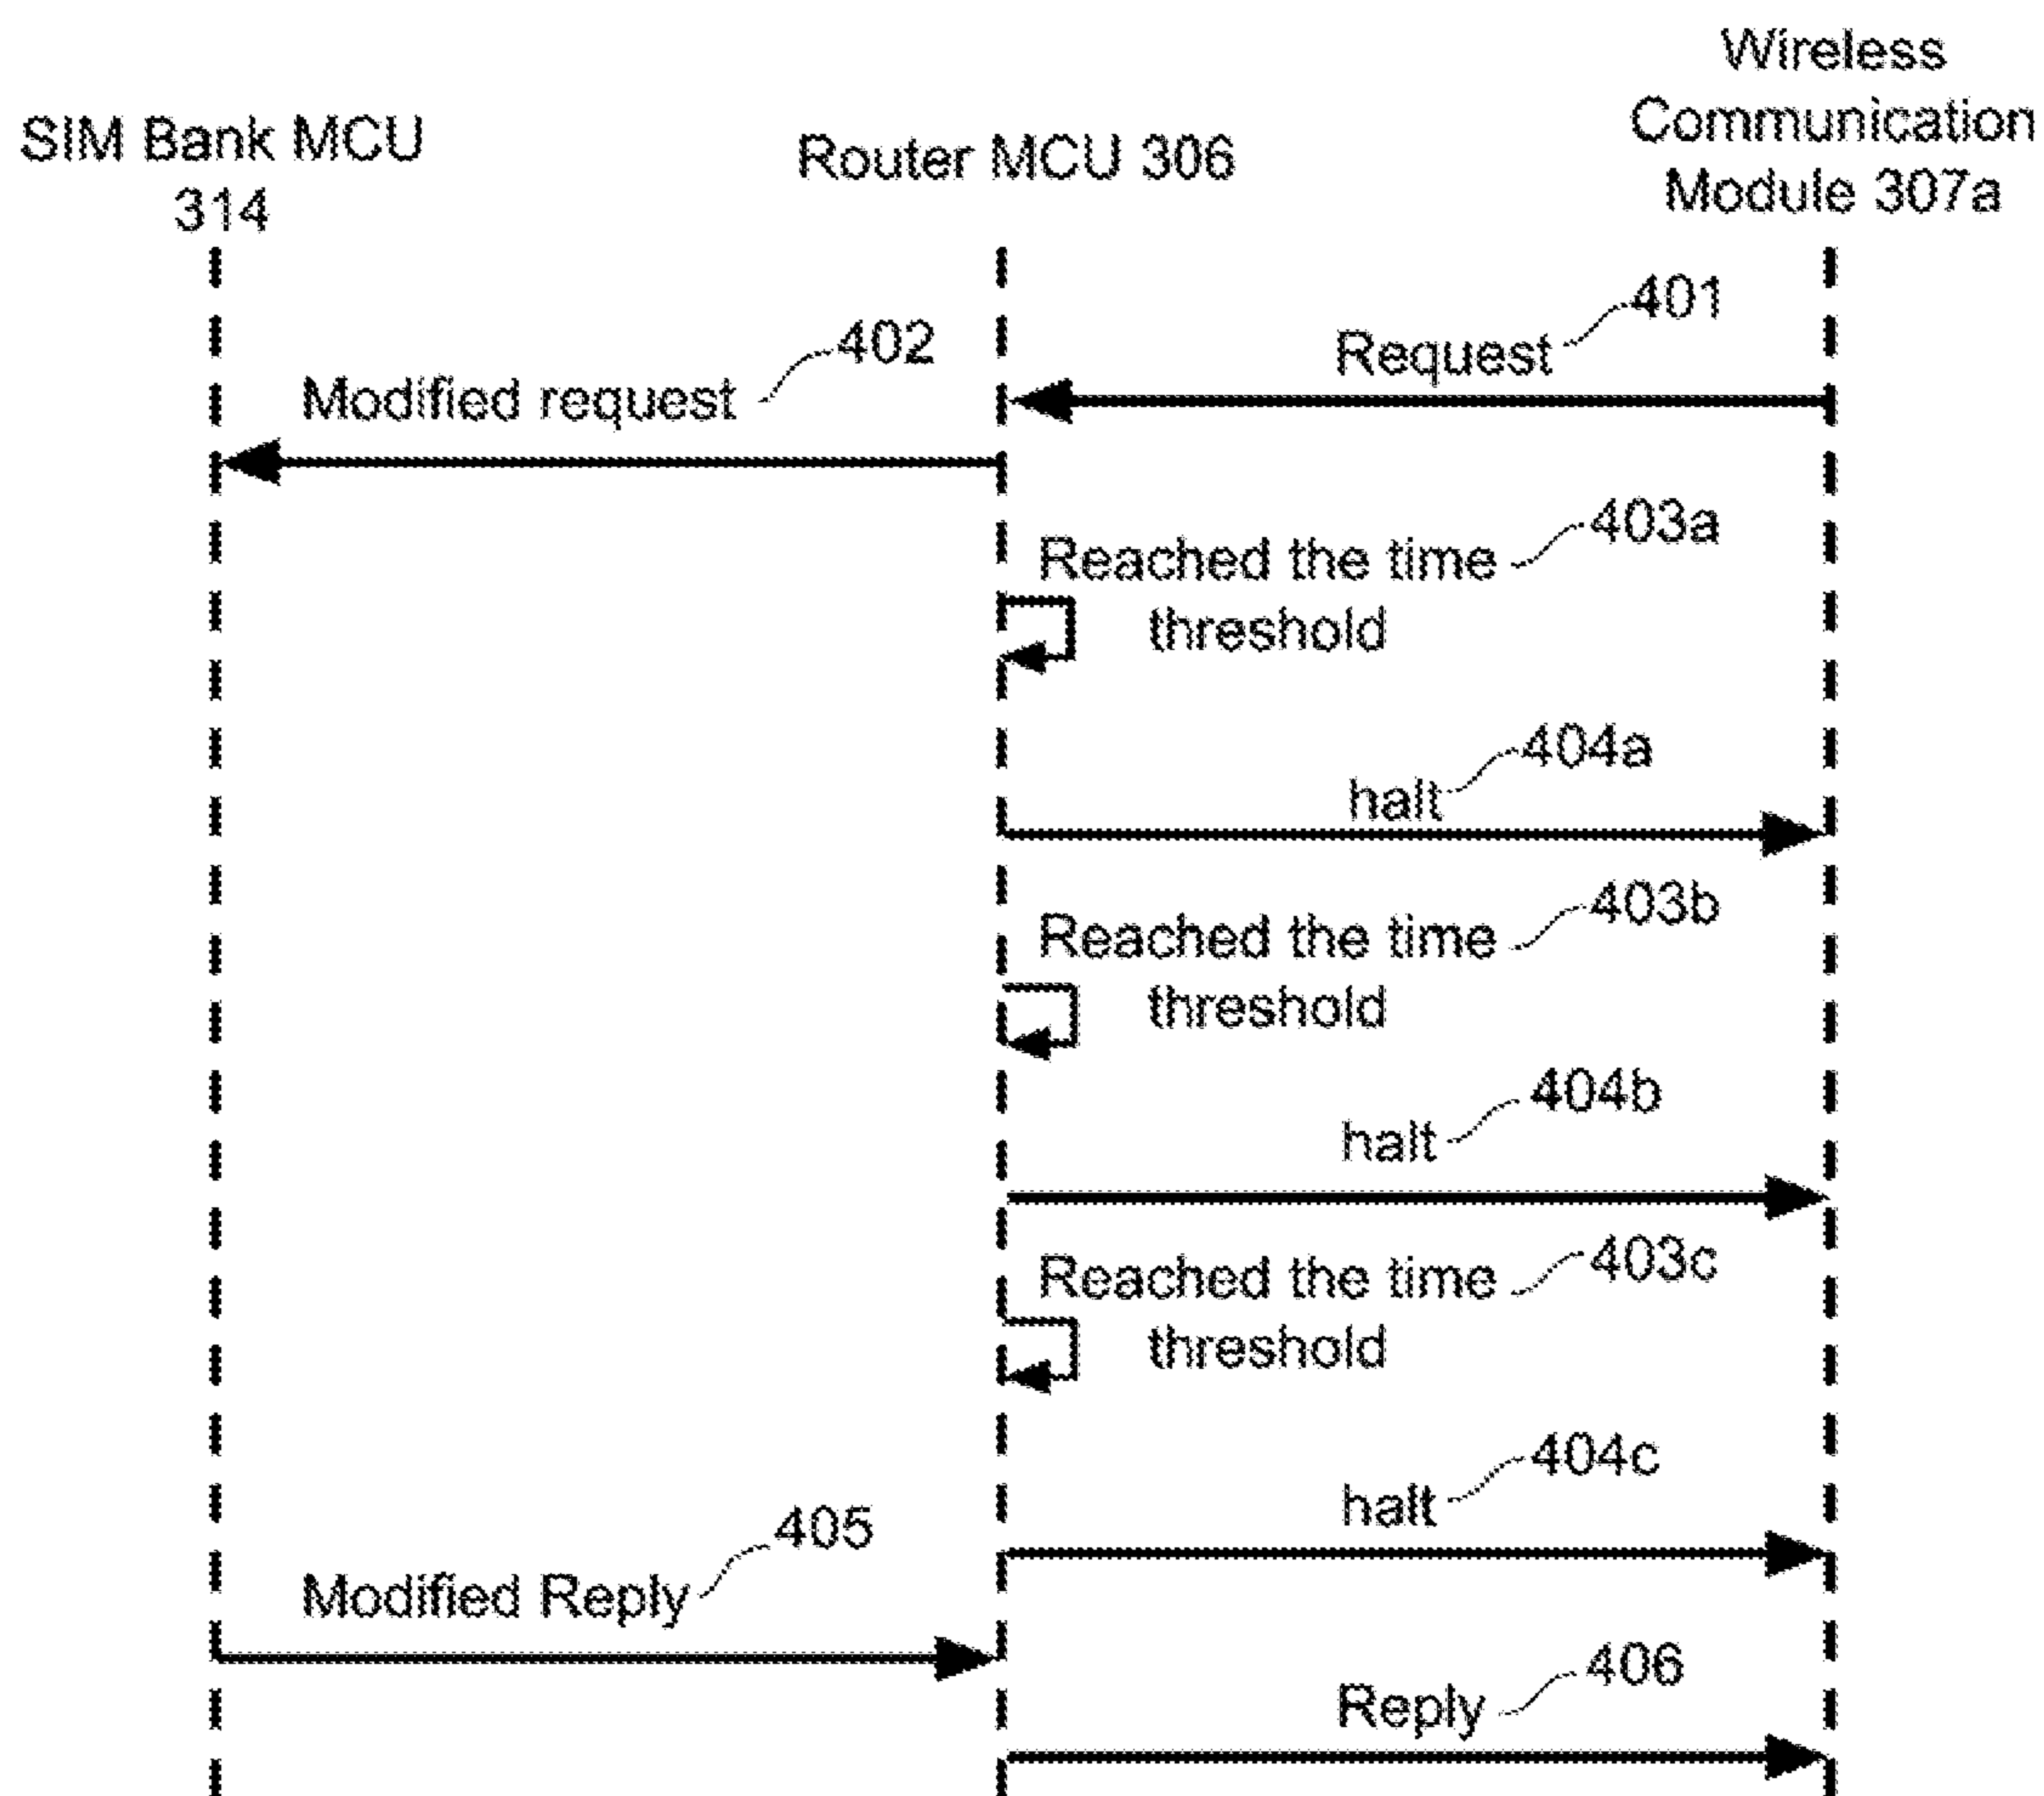 Wireless
Communication
Module 307a
SIM Bank MCU
314
Router MCU 306
401
Request
402
Modified request
403a
Reached the time
threshold
404a
halt
403b
Reached the time
threshold
404b
halt
403c
Reached the time
threshold
404c
halt
405
Modified Reply
406
Reply